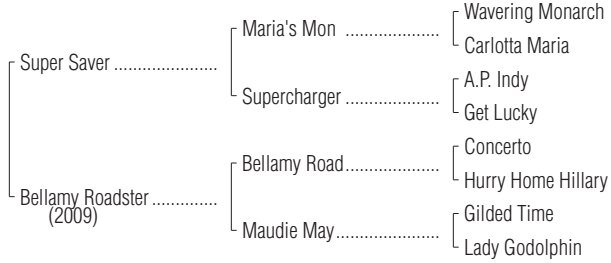 Wavering Monarch
Maria's Mon ....................
Carlotta Maria
Super Saver ......................
A.P. Indy
Supercharger ....................
Get Lucky
Concerto
Bellamy Road....................
Hurry Home Hillary
Bellamy Roadster ..............
(2009)
Gilded Time
Maudie May......................
Lady Godolphin